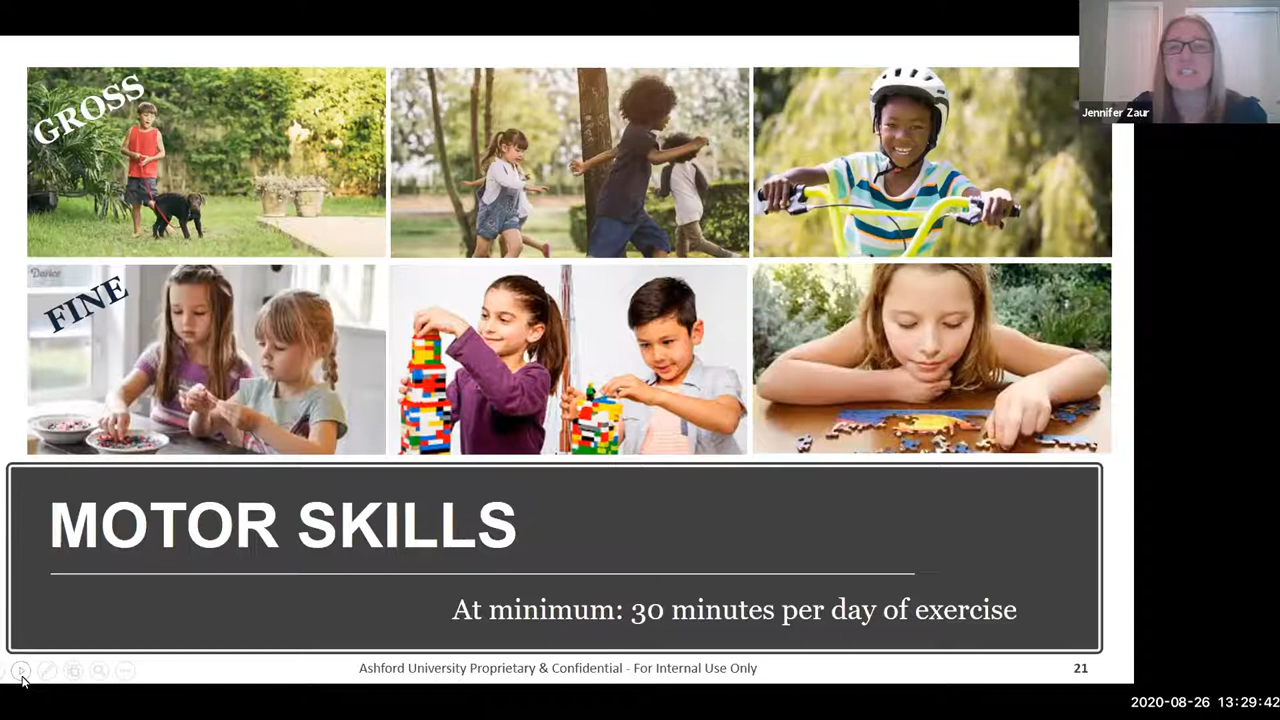 GROSS
Jennifer Zaur
FINE
Dance
MOTOR SKILLS
At minimum: 30 minutes per day of exercise
Ashford University Proprietary & Confidential - For Internal Use Only
21
2020-08-26 13:29:42